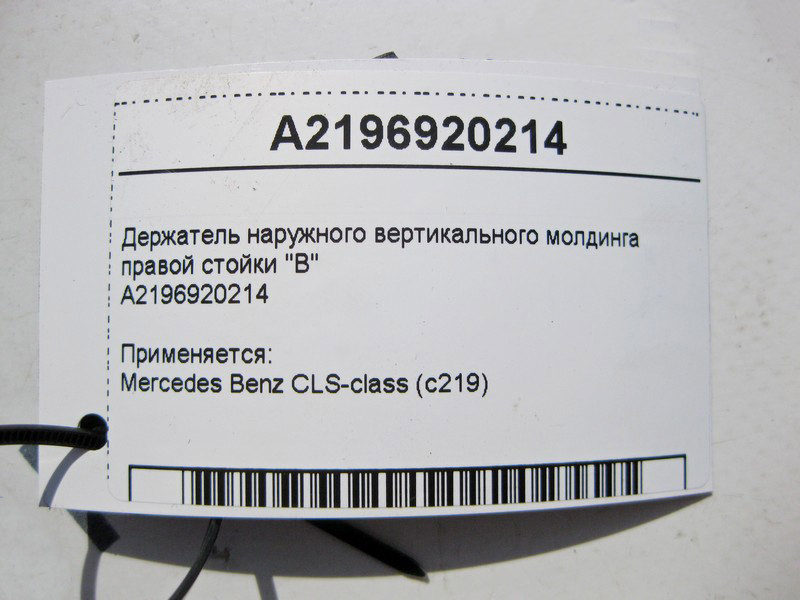 A2196920214
Держатель наружного вертикального молдинга
правой стойки "В"
A2196920214
Применяется:
Mercedes Benz CLS-class (c219)